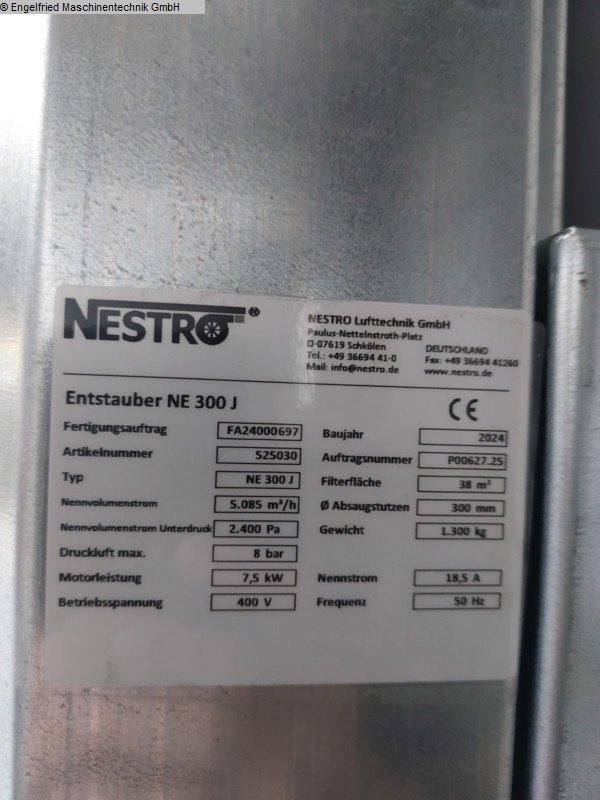 © Engelfried Maschinentechnik GmbH
NESTRO®
NESTRO Lufttechnik GmbH
Paulus-Nettelnstroth-Platz
D-07619 Schkölen DEUTSCHLAND
Tel.: +49 36694 41-0 Fax: +49 36694 41260
Mail: info@nestro.de www.nestro.de
Entstauber NE 300 J CE
Fertigungsauftrag FA24000697 Baujahr 2024
Artikelnummer 525030 Auftragsnummer P00627.25
Typ NE 300 J Filterfläche 38 m²
Nennvolumenstrom 5.085 m³/h Ø Absaugstutzen 300 mm
Nennvolumenstrom Unterdruck 2.400 Pa Gewicht 1.300 kg
Druckluft max. 8 bar
Motorleistung 7,5 kW Nennstrom 18,5 A
Betriebsspannung 400 V Frequenz 50 Hz